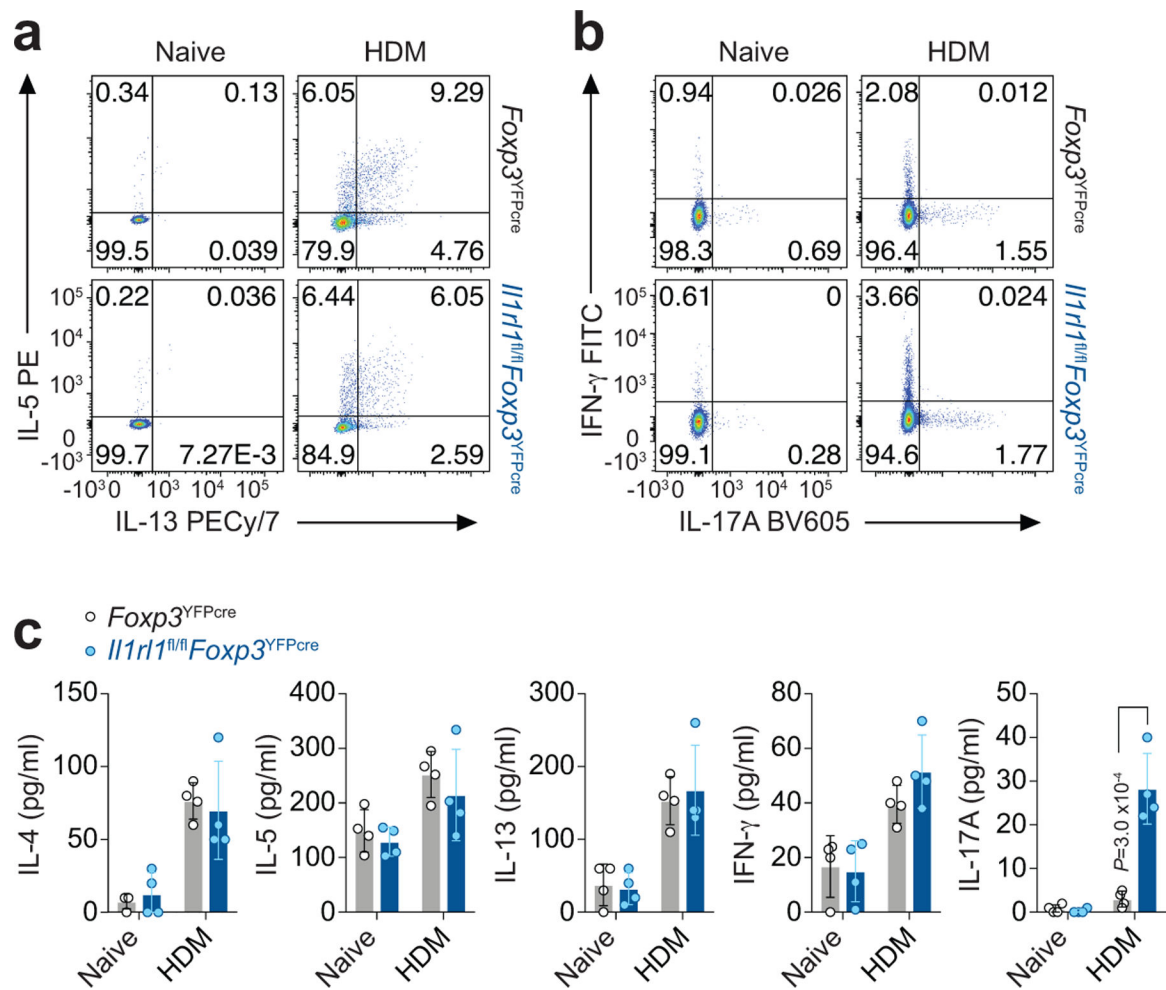 a
b
Naive HDM
Naive HDM
IL-5 PE
0.34 0.13
99.5 0.039
6.05 9.29
79.9 4.76
Foxp3YFPcre
0.22 0.036
99.7 7.27E-3
6.44 6.05
84.9 2.59
Il1rl1fl/flFoxp3YFPcre
10⁵
10⁴
10³
0
-10³
-10³ 0 10³ 10⁴ 10⁵
IL-13 PECy/7
IFN-γ FITC
0.94 0.026
98.3 0.69
2.08 0.012
96.4 1.55
Foxp3YFPcre
0.61 0
99.1 0.28
3.66 0.024
94.6 1.77
Il1rl1fl/flFoxp3YFPcre
10⁵
10⁴
10³
0
-10³
-10³ 0 10³ 10⁴ 10⁵
IL-17A BV605
c
Foxp3YFPcre
Il1rl1fl/flFoxp3YFPcre
IL-4 (pg/ml)
150
100
50
0
Naive HDM
IL-5 (pg/ml)
400
300
200
100
0
Naive HDM
IL-13 (pg/ml)
300
200
100
0
Naive HDM
IFN-γ (pg/ml)
80
60
40
20
0
Naive HDM
IL-17A (pg/ml)
50
40
30
20
10
0
P=3.0 x10⁻⁴
Naive HDM